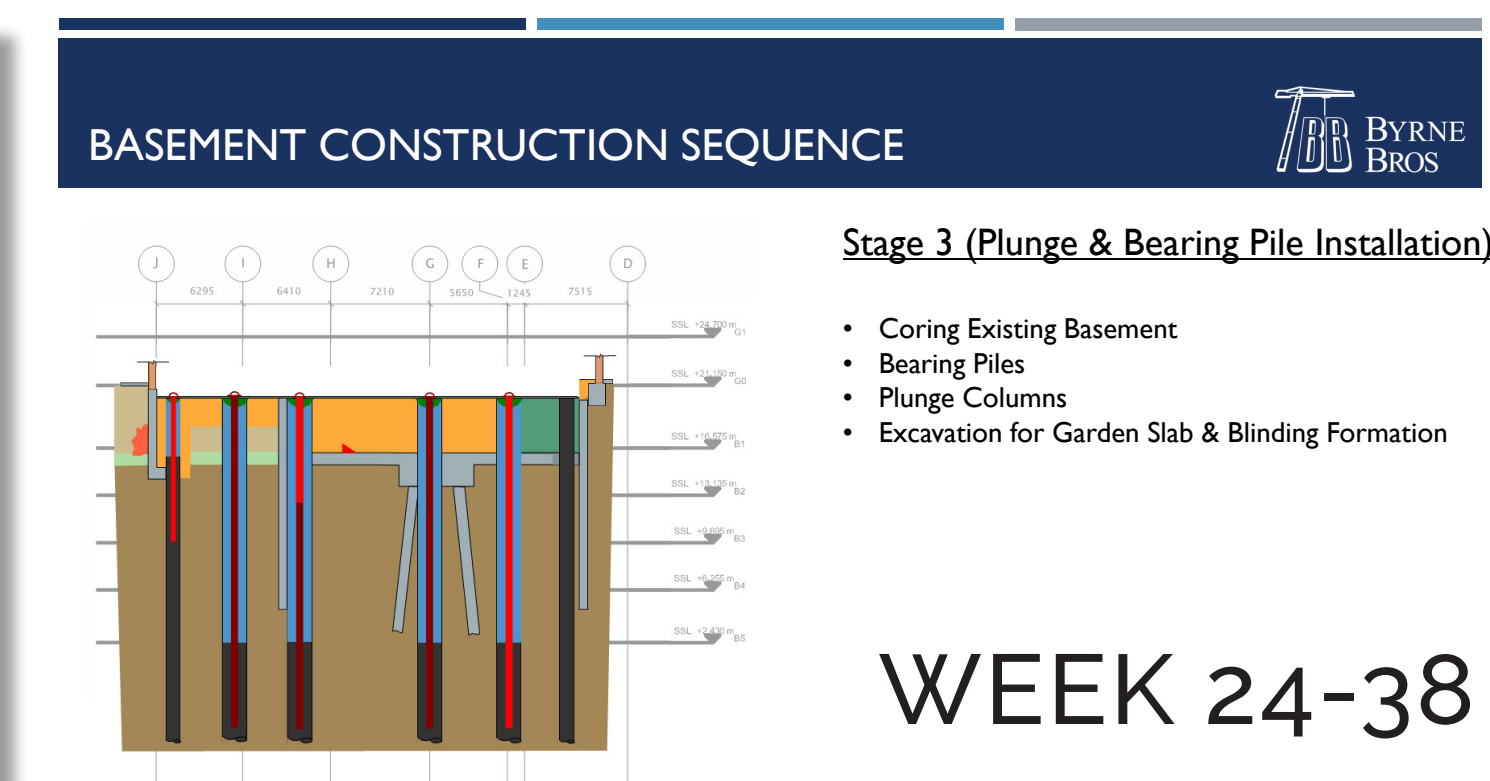 BASEMENT CONSTRUCTION SEQUENCE
BYRNE
BROS
J I H G F E D
6295 6410 7210 5650 1245 7515
SSL +24,700 m
G1
SSL +21,150 m
G0
SSL +16,575 m
B1
SSL +13,135 m
B2
SSL +9,695 m
B3
SSL +6,255 m
B4
SSL +2,430 m
B5
Stage 3 (Plunge & Bearing Pile Installation)
• Coring Existing Basement
• Bearing Piles
• Plunge Columns
• Excavation for Garden Slab & Blinding Formation
WEEK 24-38